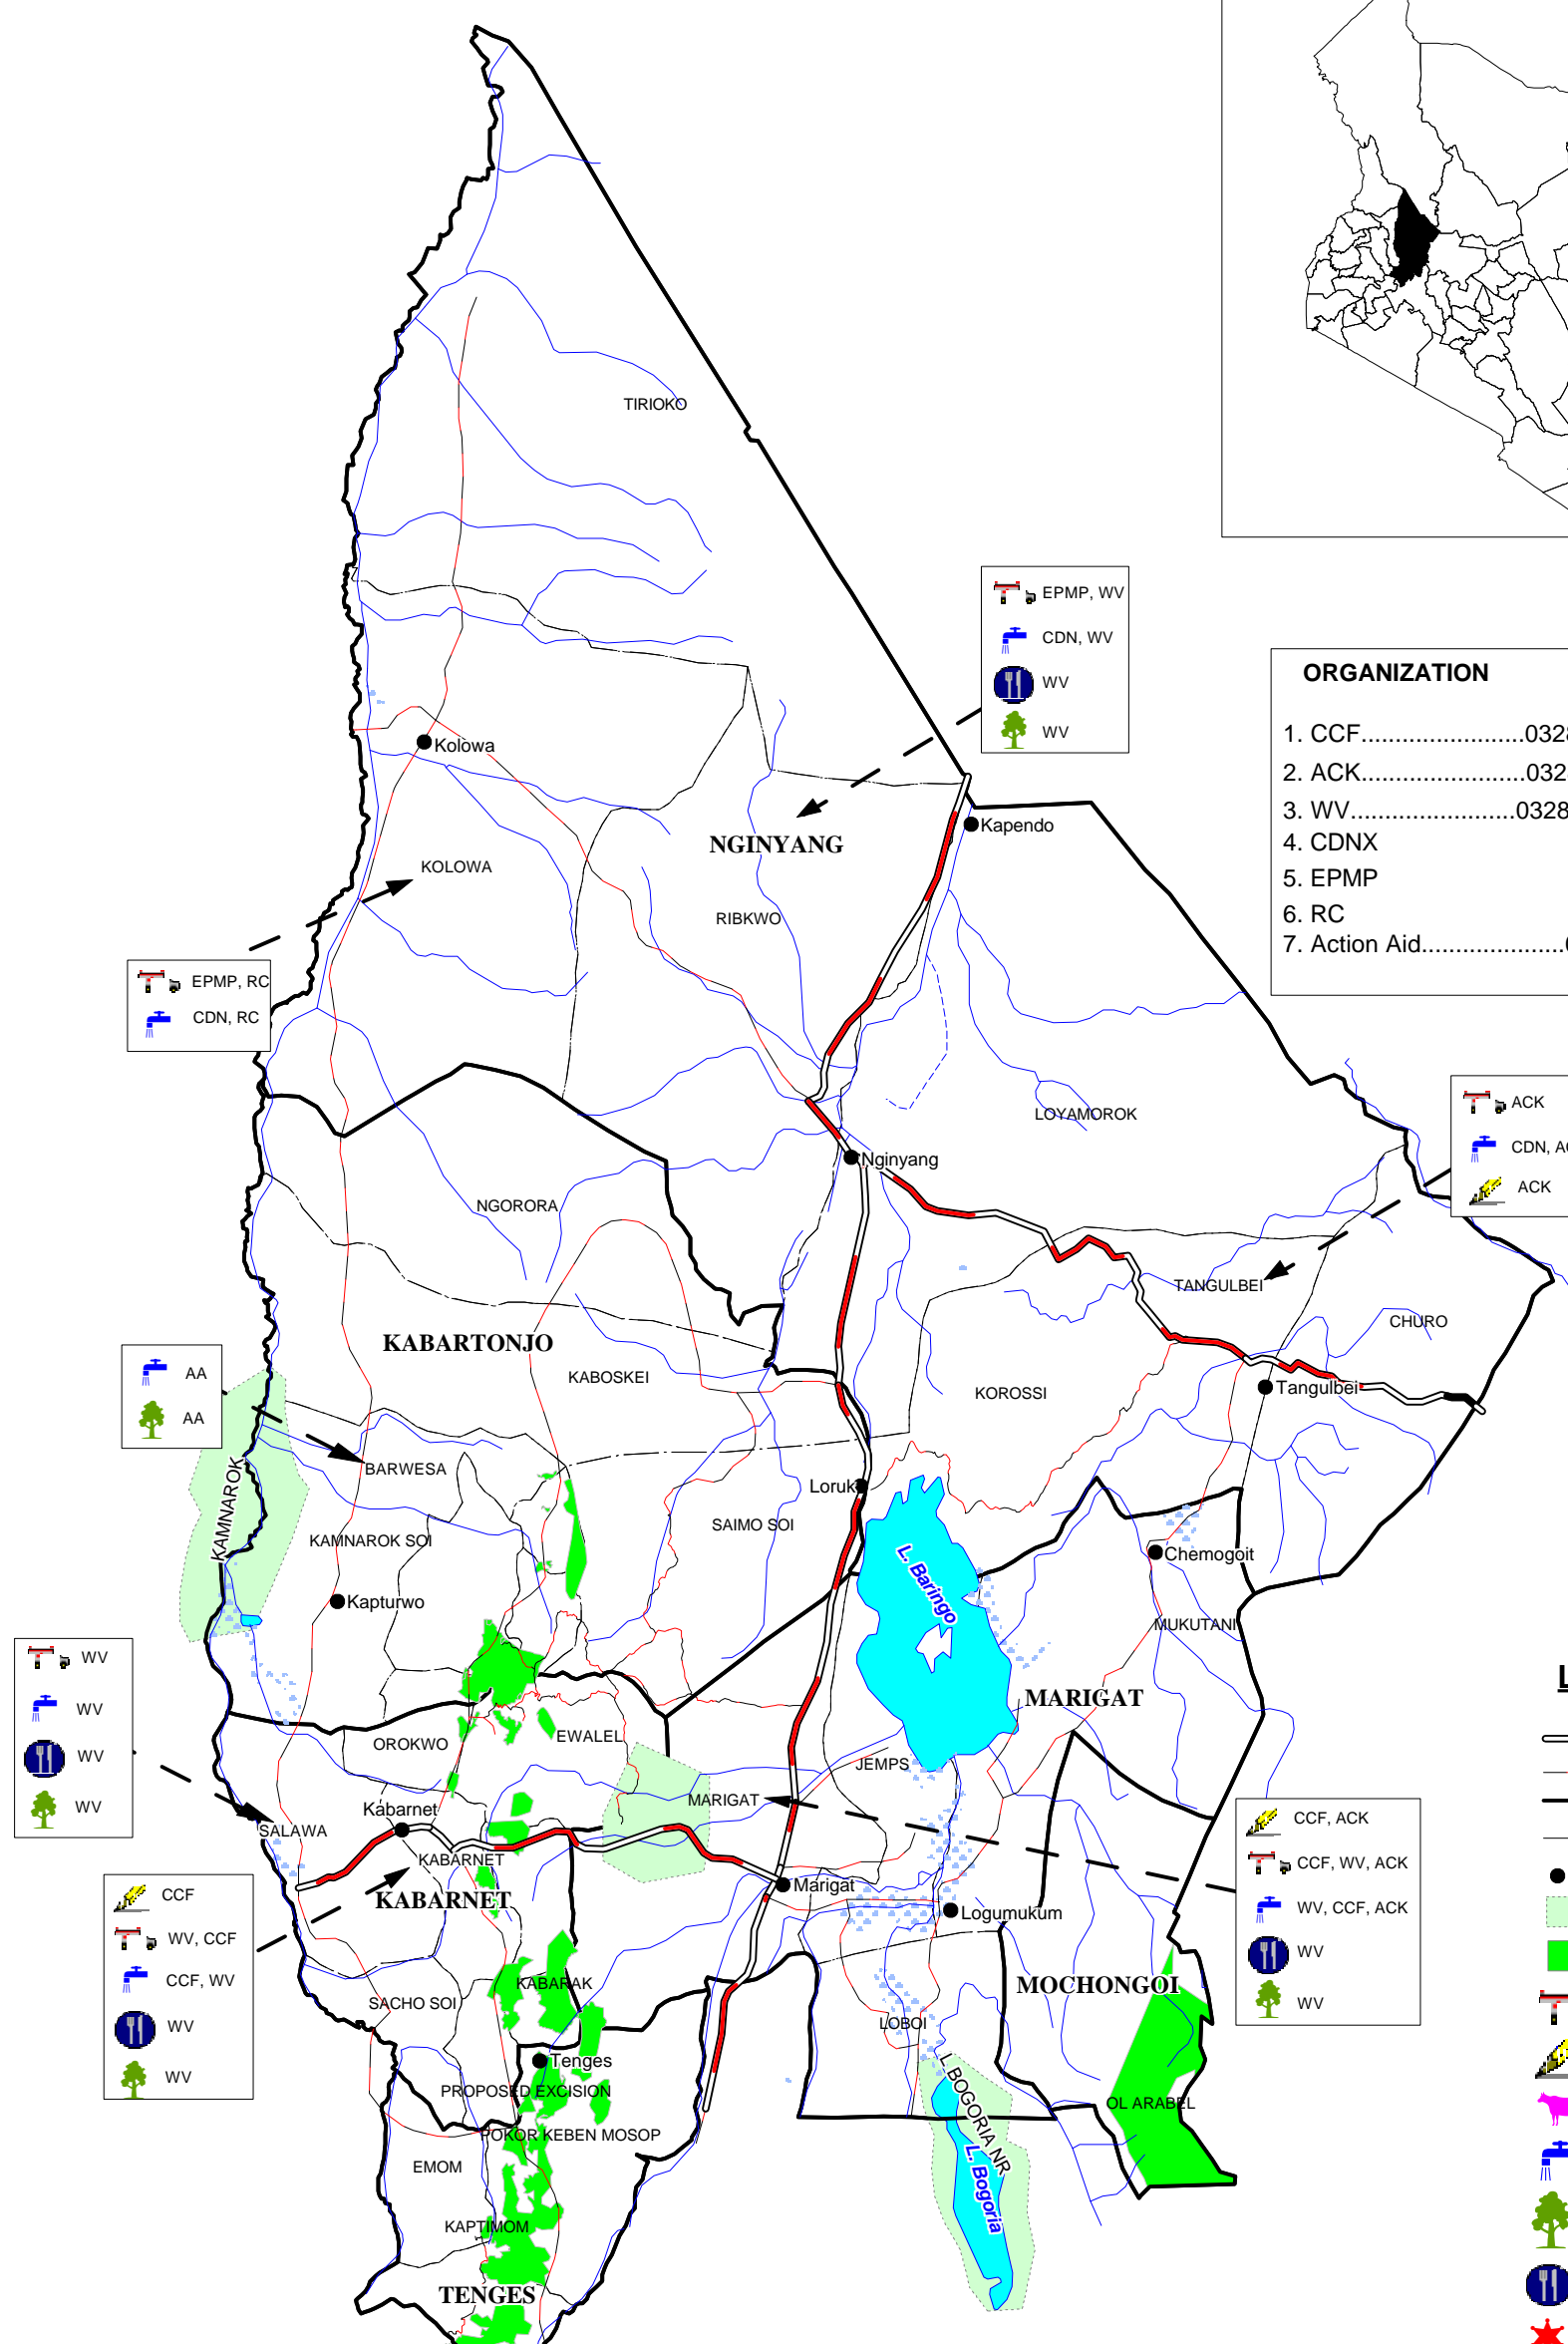 TIRIOKO
EPMP, WV
CDN, WV
WV
WV
ORGANIZATION
1. CCF........................0328
2. ACK........................032
3. WV........................0328
4. CDNX
5. EPMP
6. RC
7. Action Aid.....................
Kolowa
Kapendo
NGINYANG
KOLOWA
RIBKWO
EPMP, RC
CDN, RC
LOYAMOROK
ACK
CDN, A
ACK
Nginyang
NGORORA
TANGULBEI
CHURO
KABARTONJO
KABOSKEI
KOROSSI
Tangulbei
AA
AA
BARWESA
KAMNAROK
Loruk
SAIMO SOI
KAMNAROK SOI
L. Baringo
Chemogoit
Kapturwo
MUKUTANI
WV
WV
WV
WV
MARIGAT
OROKWO
EWALEL
JEMPS
MARIGAT
Kabarnet
SALAWA
KABARNET
KABARNET
CCF, ACK
CCF, WV, ACK
WV, CCF, ACK
WV
WV
Marigat
Logumukum
CCF
WV, CCF
CCF, WV
WV
WV
KABARAK
MOCHONGOI
SACHO SOI
LOBOI
Tenges
PROPOSED EXCISION
L BOGORIA NR
OL ARABEL
POKOR KEBEN MOSOP
EMOM
L. Bogoria
KAPTIMOM
TENGES
L